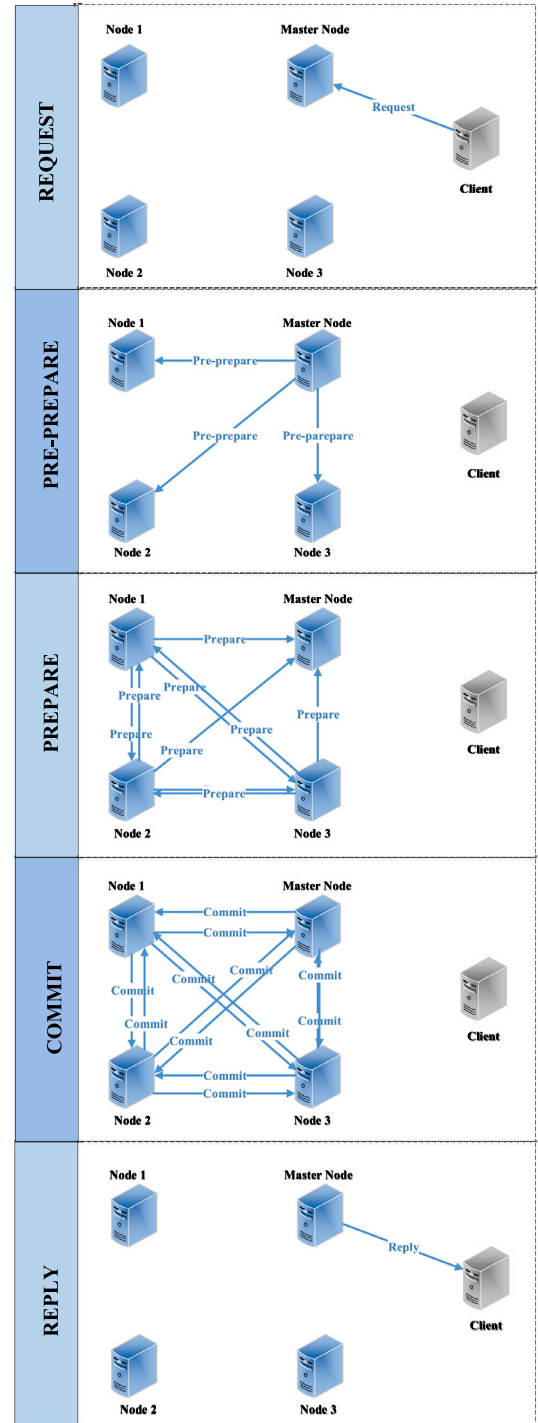 REQUEST
Node 1
Master Node
Request
Client
Node 2
Node 3
PRE-PREPARE
Node 1
Master Node
Pre-prepare
Pre-prepare
Pre-parepare
Client
Node 2
Node 3
PREPARE
Node 1
Master Node
Prepare
Prepare
Prepare
Prepare
Prepare
Prepare
Prepare
Prepare
Client
Prepare
Node 2
Node 3
COMMIT
Node 1
Master Node
Commit
Commit
Commit
Commit
Commit
Commit
Commit
Commit
Commit
Commit
Commit
Commit
Client
Node 2
Node 3
REPLY
Node 1
Master Node
Reply
Client
Node 2
Node 3